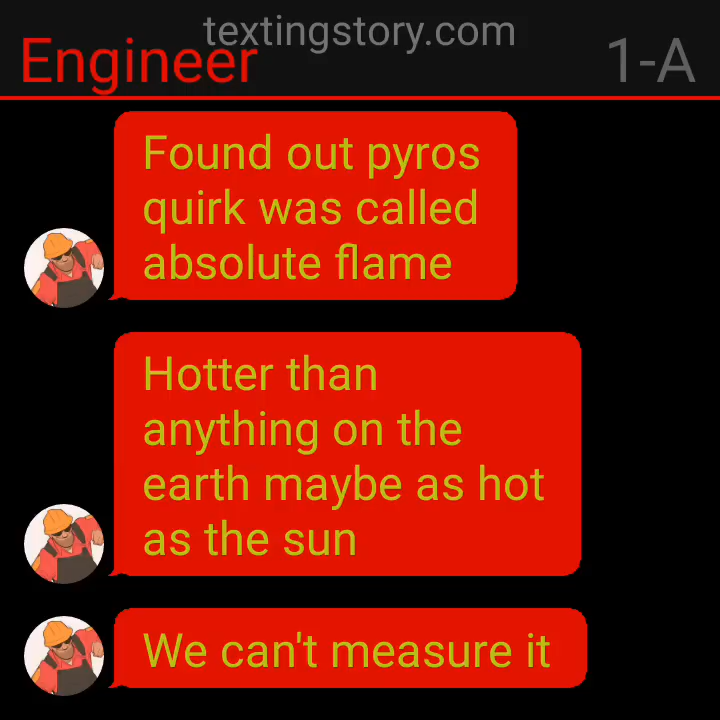 textingstory.com
Engineer 1-A
Found out pyros
quirk was called
absolute flame
Hotter than
anything on the
earth maybe as hot
as the sun
We can't measure it